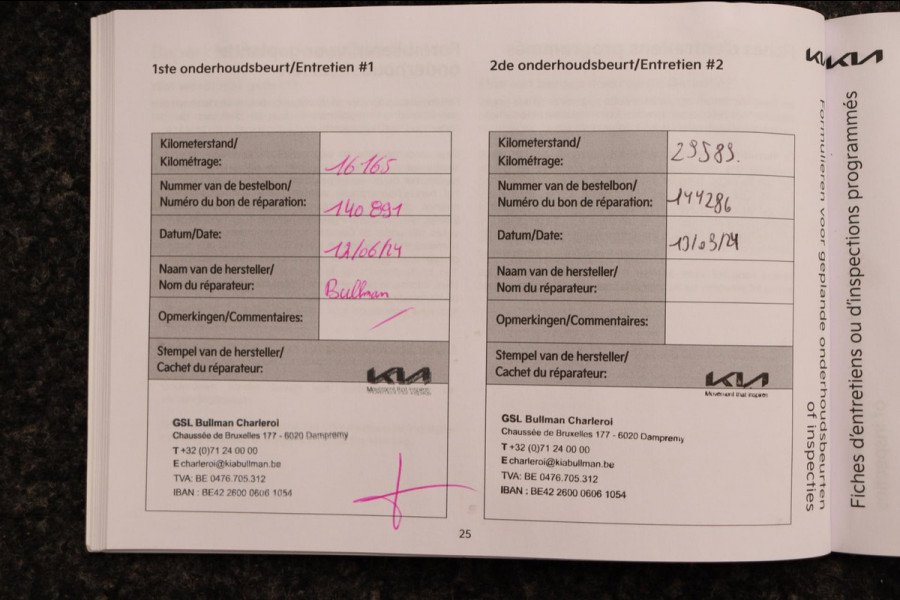 1ste onderhoudsbeurt/Entretien #1
Kilometerstand/
Kilométrage: 16165
Nummer van de bestelbon/
Numéro du bon de réparation: 140 891
Datum/Date: 12/06/24
Naam van de hersteller/
Nom du réparateur: Bullman
Opmerkingen/Commentaires: /
Stempel van de hersteller/
Cachet du réparateur:
KIA
Movement that inspires
GSL Bullman Charleroi
Chaussée de Bruxelles 177 - 6020 Dampremy
T +32 (0)71 24 00 00
E charleroi@kiabullman.be
TVA: BE 0476.705.312
IBAN : BE42 2600 0606 1054
2de onderhoudsbeurt/Entretien #2
Kilometerstand/
Kilométrage: 29589.
Nummer van de bestelbon/
Numéro du bon de réparation: 144286
Datum/Date:
Naam van de hersteller/
Nom du réparateur:
Opmerkingen/Commentaires:
Stempel van de hersteller/
Cachet du réparateur:
KIA
Movement that inspires
GSL Bullman Charleroi
Chaussée de Bruxelles 177 - 6020 Dampremy
T +32 (0)71 24 00 00
E charleroi@kiabullman.be
TVA: BE 0476.705.312
IBAN : BE42 2600 0606 1054
25
KIA
Formulieren voor geplande onderhoudsbeurten
of inspecties
Fiches d'entretiens ou d'inspections programmés